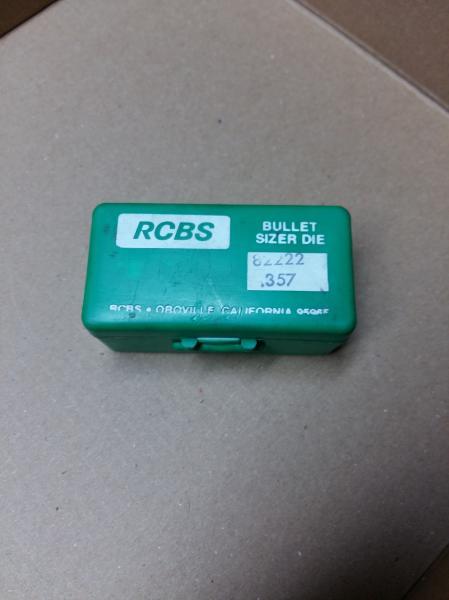 RCBS
BULLET
SIZER DIE
82222
.357
RCBS • OROVILLE, CALIFORNIA 95965